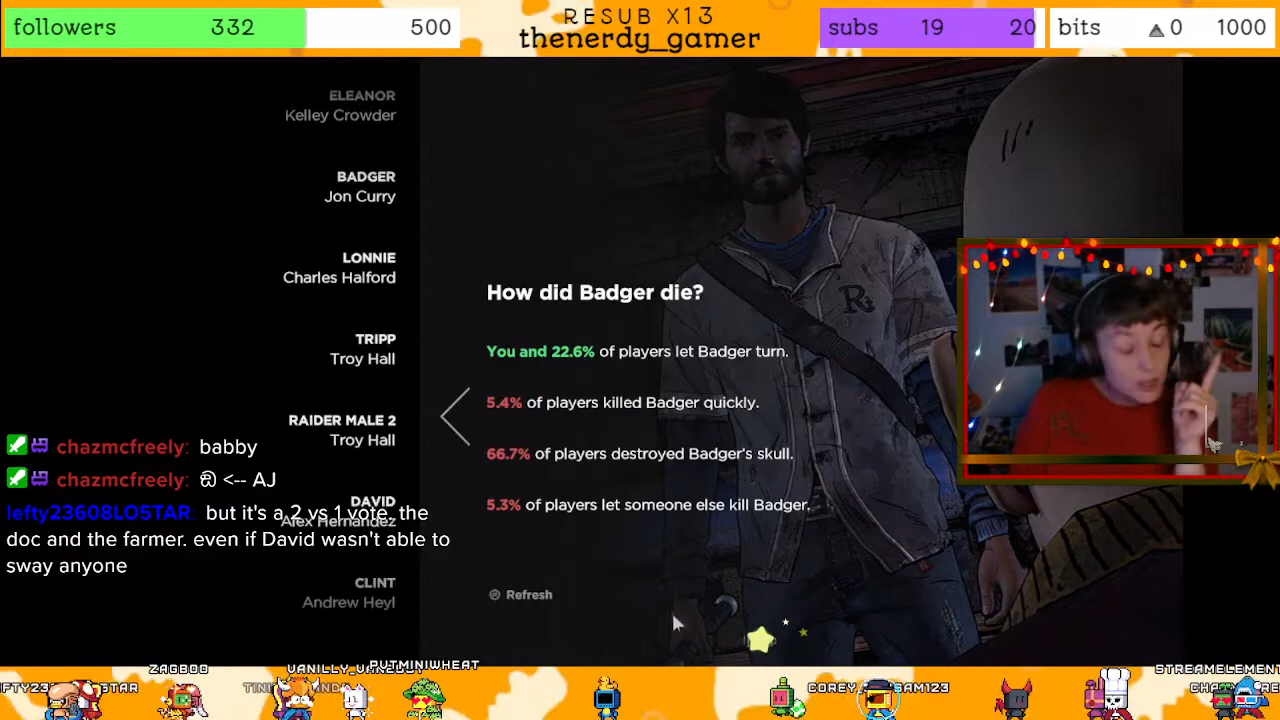 followers 332 500
RESUB X13
thenerdy_gamer
subs 19 20
bits 0 1000
ELEANOR
Kelley Crowder
BADGER
Jon Curry
LONNIE
Charles Halford
TRIPP
Troy Hall
RAIDER MALE 2
Troy Hall
DAVID
Alex Hernandez
CLINT
Andrew Heyl
How did Badger die?
You and 22.6% of players let Badger turn.
5.4% of players killed Badger quickly.
66.7% of players destroyed Badger's skull.
5.3% of players let someone else kill Badger.
Refresh
R
chazmcfreely: babby
chazmcfreely: ඞ <-- AJ
lefty23608LO5TAR: but it's a 2 vs 1 vote, the
doc and the farmer. even if David wasn't able to
sway anyone
ZAGBOO
PUTMINIWHEAT
STREAMELEMENT